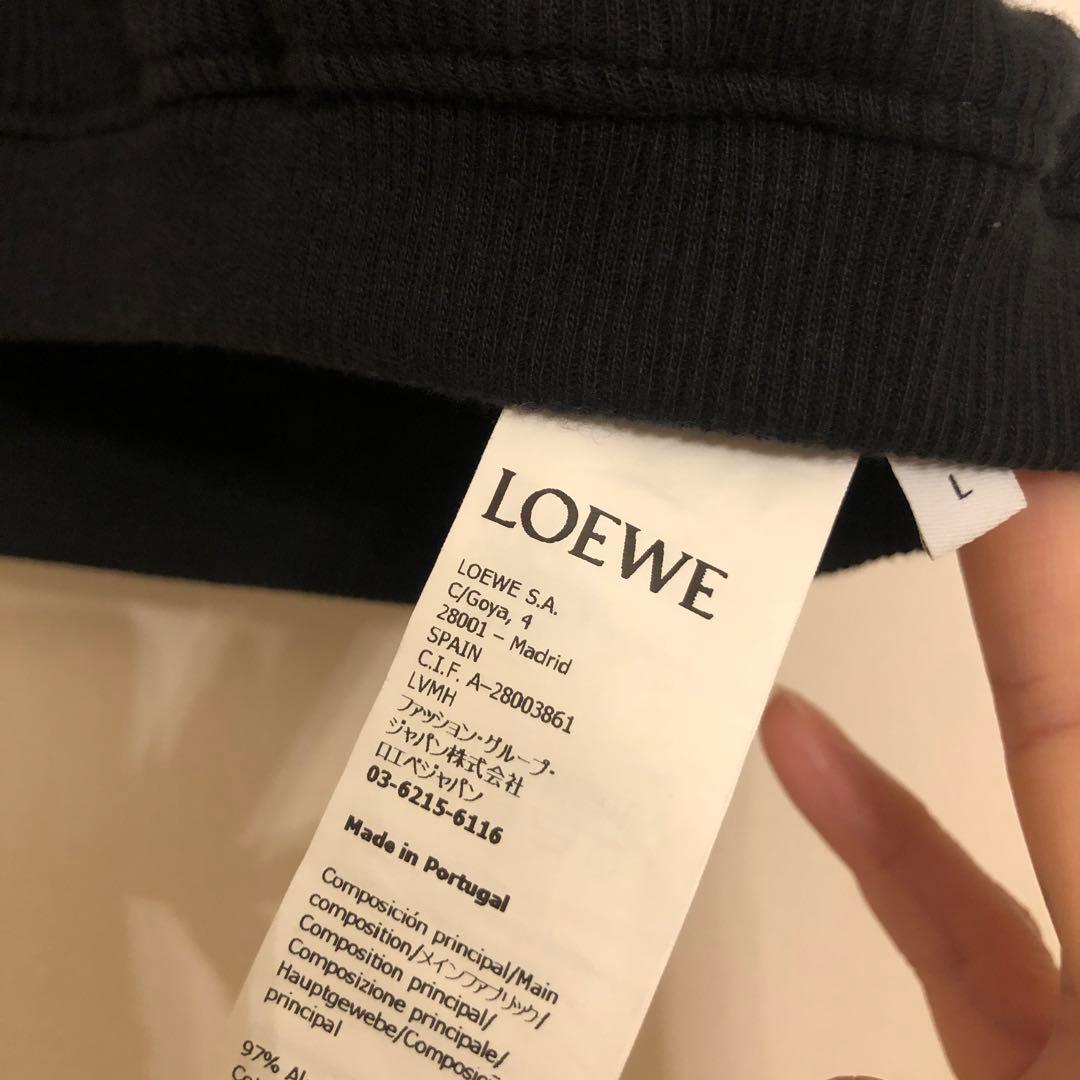 LOEWE
L
LOEWE S.A.
C/Goya, 4
28001 – Madrid
SPAIN
C.I.F. A-28003861
LVMH
ファッション・グループ・
ジャパン株式会社
ロエベジャパン
03-6215-6116
Made in Portugal
Composición principal/Main
composition/メインファブリック/
Composition principal/
Composizione principale/
Hauptgewebe/Composição
principal
97%